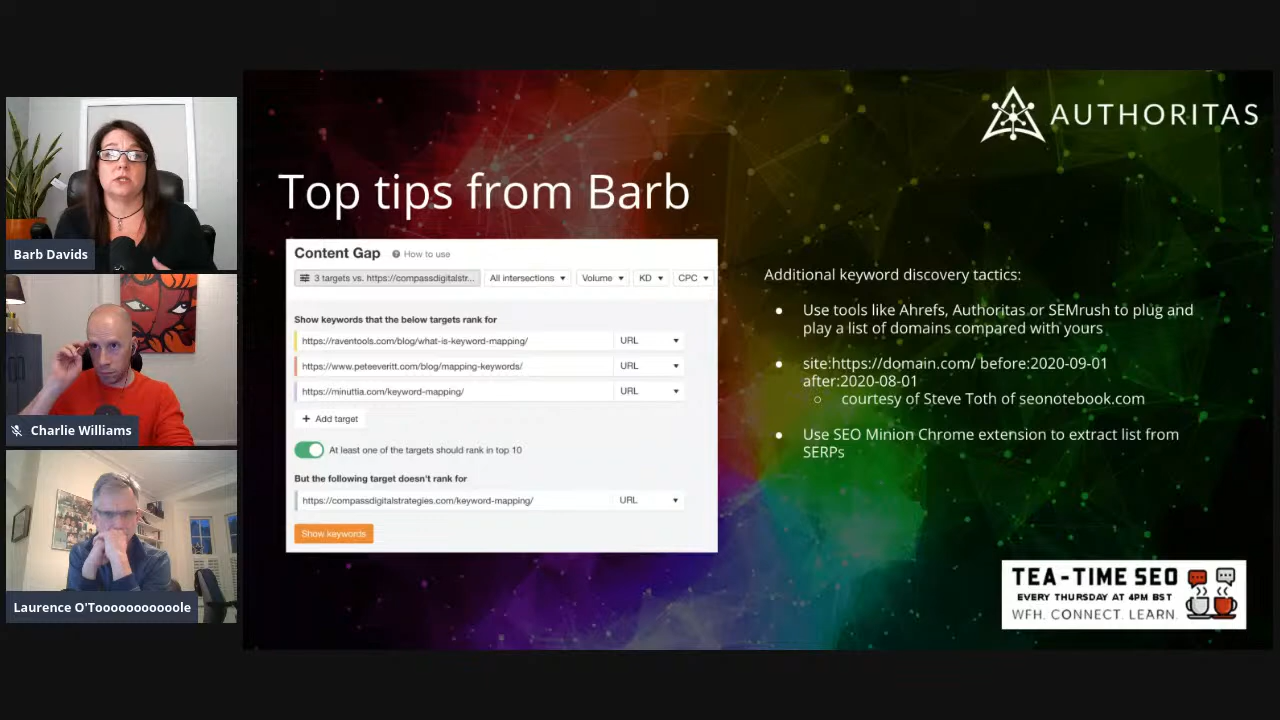 Barb Davids
Charlie Williams
Laurence O'Toooooooooooole
AUTHORITAS
Top tips from Barb
Content Gap
How to use
3 targets vs. https://compassdigitalstr...
All intersections
Volume
KD
CPC
Show keywords that the below targets rank for
https://raventools.com/blog/what-is-keyword-mapping/
URL
https://www.peteeveritt.com/blog/mapping-keywords/
URL
https://minuttia.com/keyword-mapping/
URL
+ Add target
At least one of the targets should rank in top 10
But the following target doesn't rank for
https://compassdigitalstrategies.com/keyword-mapping/
URL
Show keywords
Additional keyword discovery tactics:
● Use tools like Ahrefs, Authoritas or SEMrush to plug and
play a list of domains compared with yours
● site:https://domain.com/ before:2020-09-01
after:2020-08-01
○ courtesy of Steve Toth of seonotebook.com
● Use SEO Minion Chrome extension to extract list from
SERPs
TEA-TIME SEO
EVERY THURSDAY AT 4PM BST
WFH. CONNECT. LEARN.